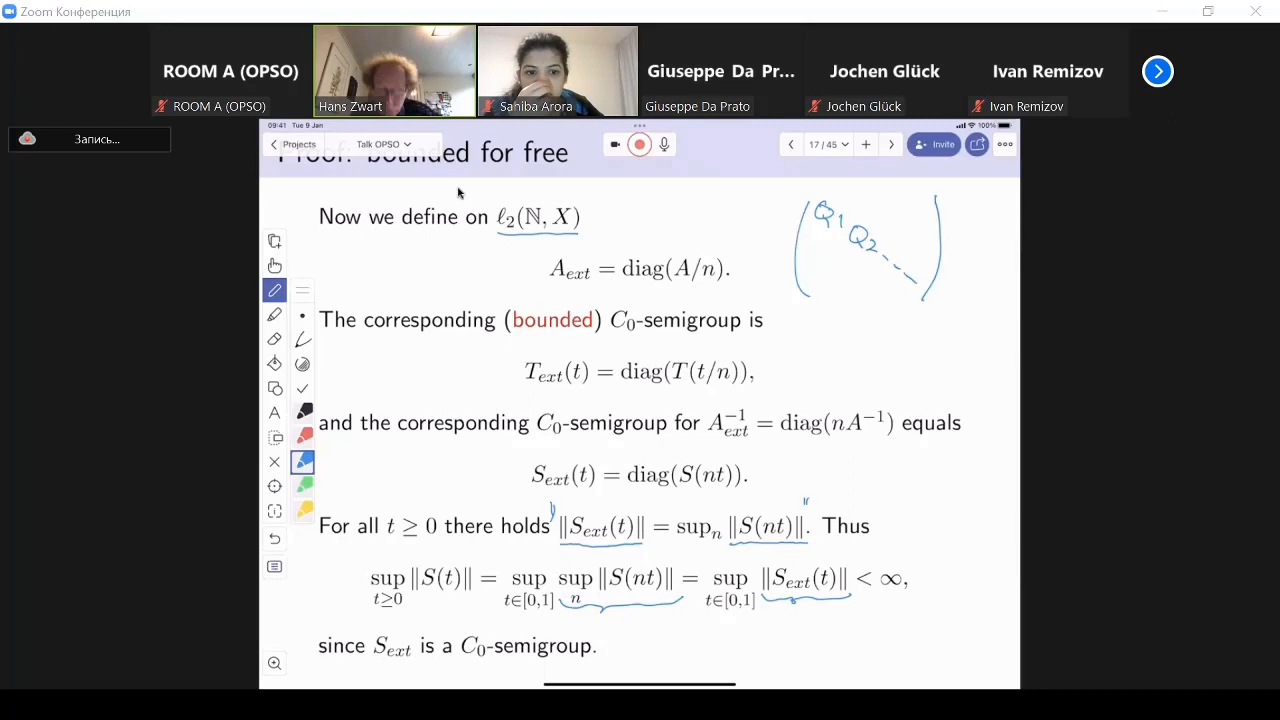 Zoom Конференция
ROOM A (OPSO)
Giuseppe Da Pr...
Jochen Glück
Ivan Remizov
ROOM A (OPSO)
Hans Zwart
Sahiba Arora
Giuseppe Da Prato
Jochen Glück
Ivan Remizov
Запись...
09:41 Tue 9 Jan
100%
Projects
Talk OPSO
17 / 45
Invite
Proof: bounded for free
Now we define on ℓ₂(ℕ, X)
Q1
Q2
A_ext = diag(A/n).
The corresponding (bounded) C₀-semigroup is
T_ext(t) = diag(T(t/n)),
and the corresponding C₀-semigroup for A_ext^{-1} = diag(nA^{-1}) equals
S_ext(t) = diag(S(nt)).
For all t ≥ 0 there holds ‖S_ext(t)‖ = sup_n ‖S(nt)‖. Thus
sup_{t≥0} ‖S(t)‖ = sup_{t∈[0,1]} sup_n ‖S(nt)‖ = sup_{t∈[0,1]} ‖S_ext(t)‖ < ∞,
since S_ext is a C₀-semigroup.